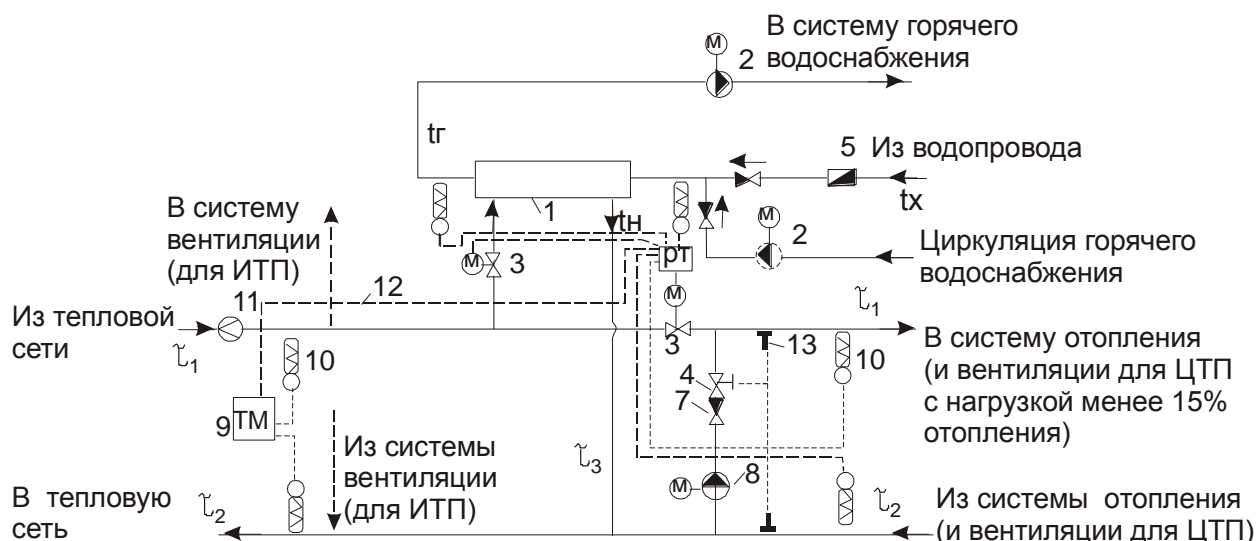 М
В систему горячего
2
водоснабжения
tг
5
Из водопровода
В систему
вентиляции
(для ИТП)
1
tн
tх
М
2
М
3
рт
Циркуляция горячего
водоснабжения
11
12
М
τ1
Из тепловой
сети
τ1
10
3
13
10
В систему отопления
(и вентиляции для ЦТП
с нагрузкой менее 15%
отопления)
4
7
9
ТМ
Из системы
вентиляции
(для ИТП)
τ3
М
8
В тепловую
сеть
τ2
τ2
Из системы отопления
(и вентиляции для ЦТП)